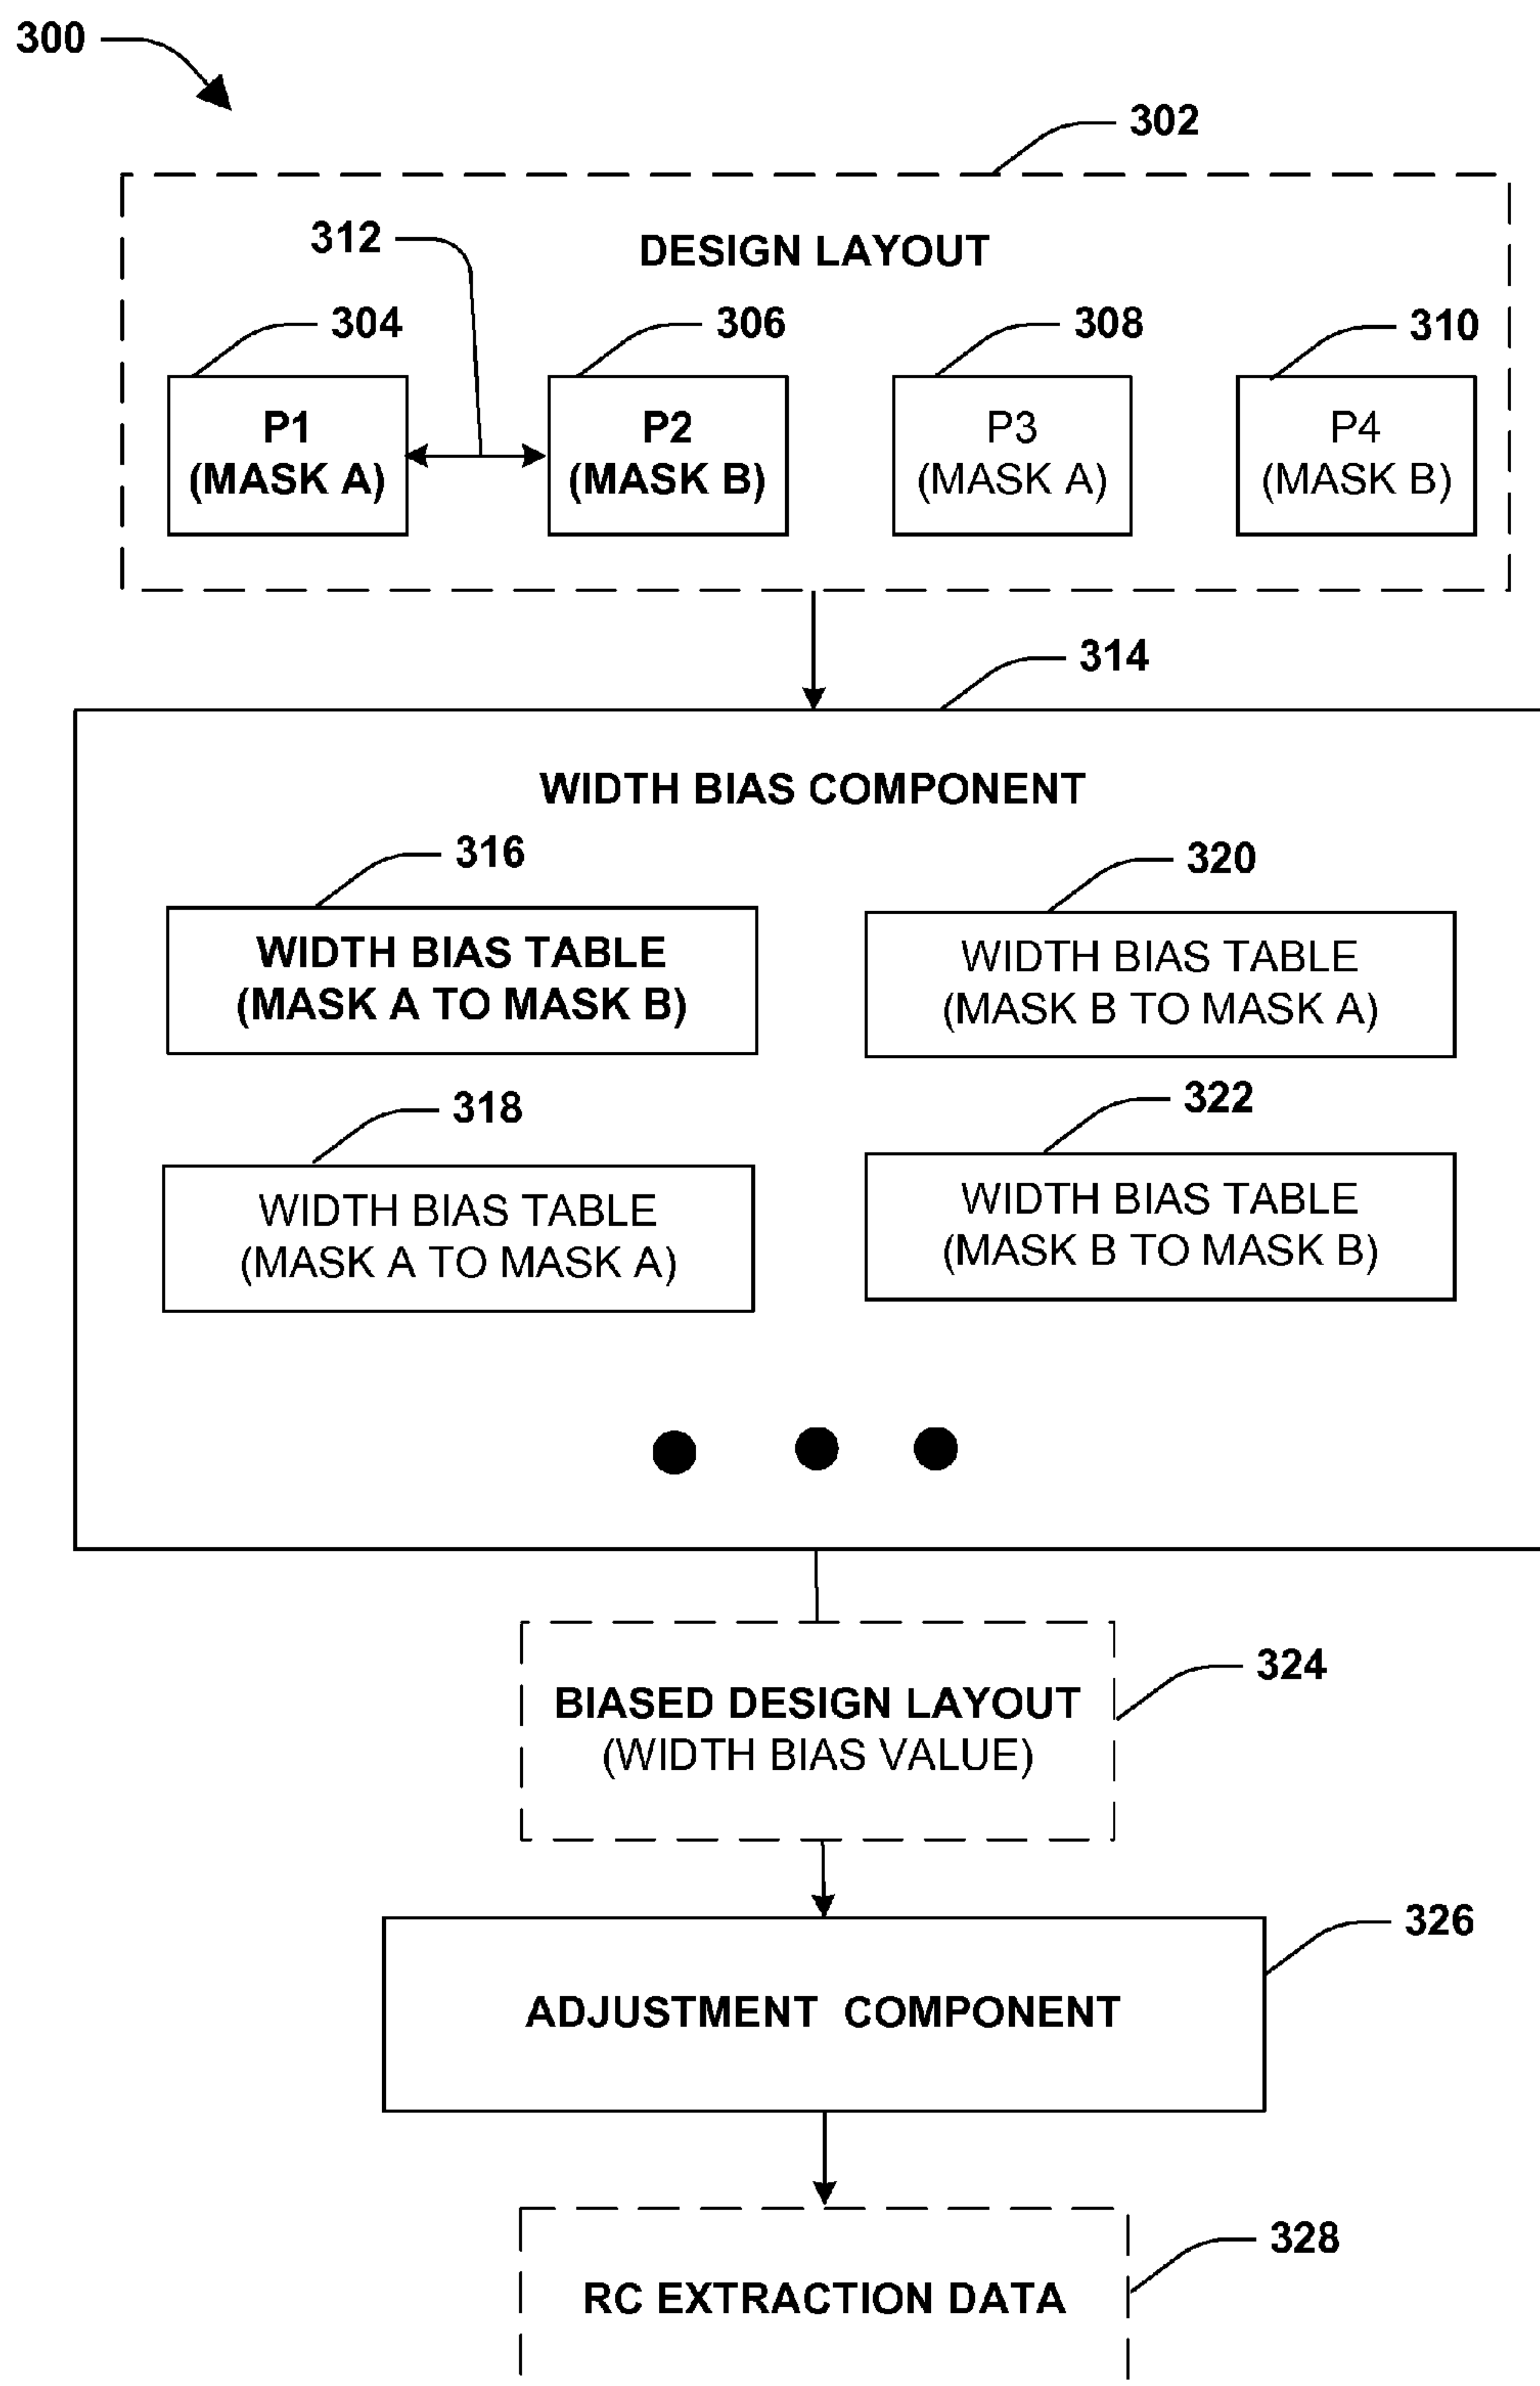 300
302
312
DESIGN LAYOUT
304
306
308
310
P1
(MASK A)
P2
(MASK B)
P3
(MASK A)
P4
(MASK B)
314
WIDTH BIAS COMPONENT
316
320
WIDTH BIAS TABLE
(MASK A TO MASK B)
WIDTH BIAS TABLE
(MASK B TO MASK A)
318
322
WIDTH BIAS TABLE
(MASK A TO MASK A)
WIDTH BIAS TABLE
(MASK B TO MASK B)
324
BIASED DESIGN LAYOUT
(WIDTH BIAS VALUE)
326
ADJUSTMENT COMPONENT
328
RC EXTRACTION DATA